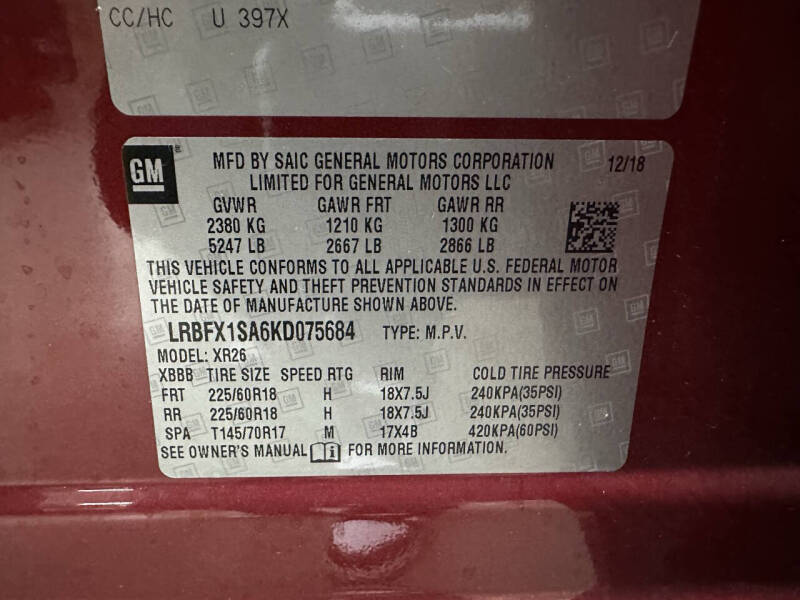 CC/HC U 397X
GM
MFD BY SAIC GENERAL MOTORS CORPORATION 12/18
LIMITED FOR GENERAL MOTORS LLC
GVWR GAWR FRT GAWR RR
2380 KG 1210 KG 1300 KG
5247 LB 2667 LB 2866 LB
THIS VEHICLE CONFORMS TO ALL APPLICABLE U.S. FEDERAL MOTOR
VEHICLE SAFETY AND THEFT PREVENTION STANDARDS IN EFFECT ON
THE DATE OF MANUFACTURE SHOWN ABOVE.
LRBFX1SA6KD075684 TYPE: M.P.V.
MODEL: XR26
XBBB TIRE SIZE SPEED RTG RIM COLD TIRE PRESSURE
FRT 225/60R18 H 18X7.5J 240KPA(35PSI)
RR 225/60R18 H 18X7.5J 240KPA(35PSI)
SPA T145/70R17 M 17X4B 420KPA(60PSI)
SEE OWNER'S MANUAL FOR MORE INFORMATION